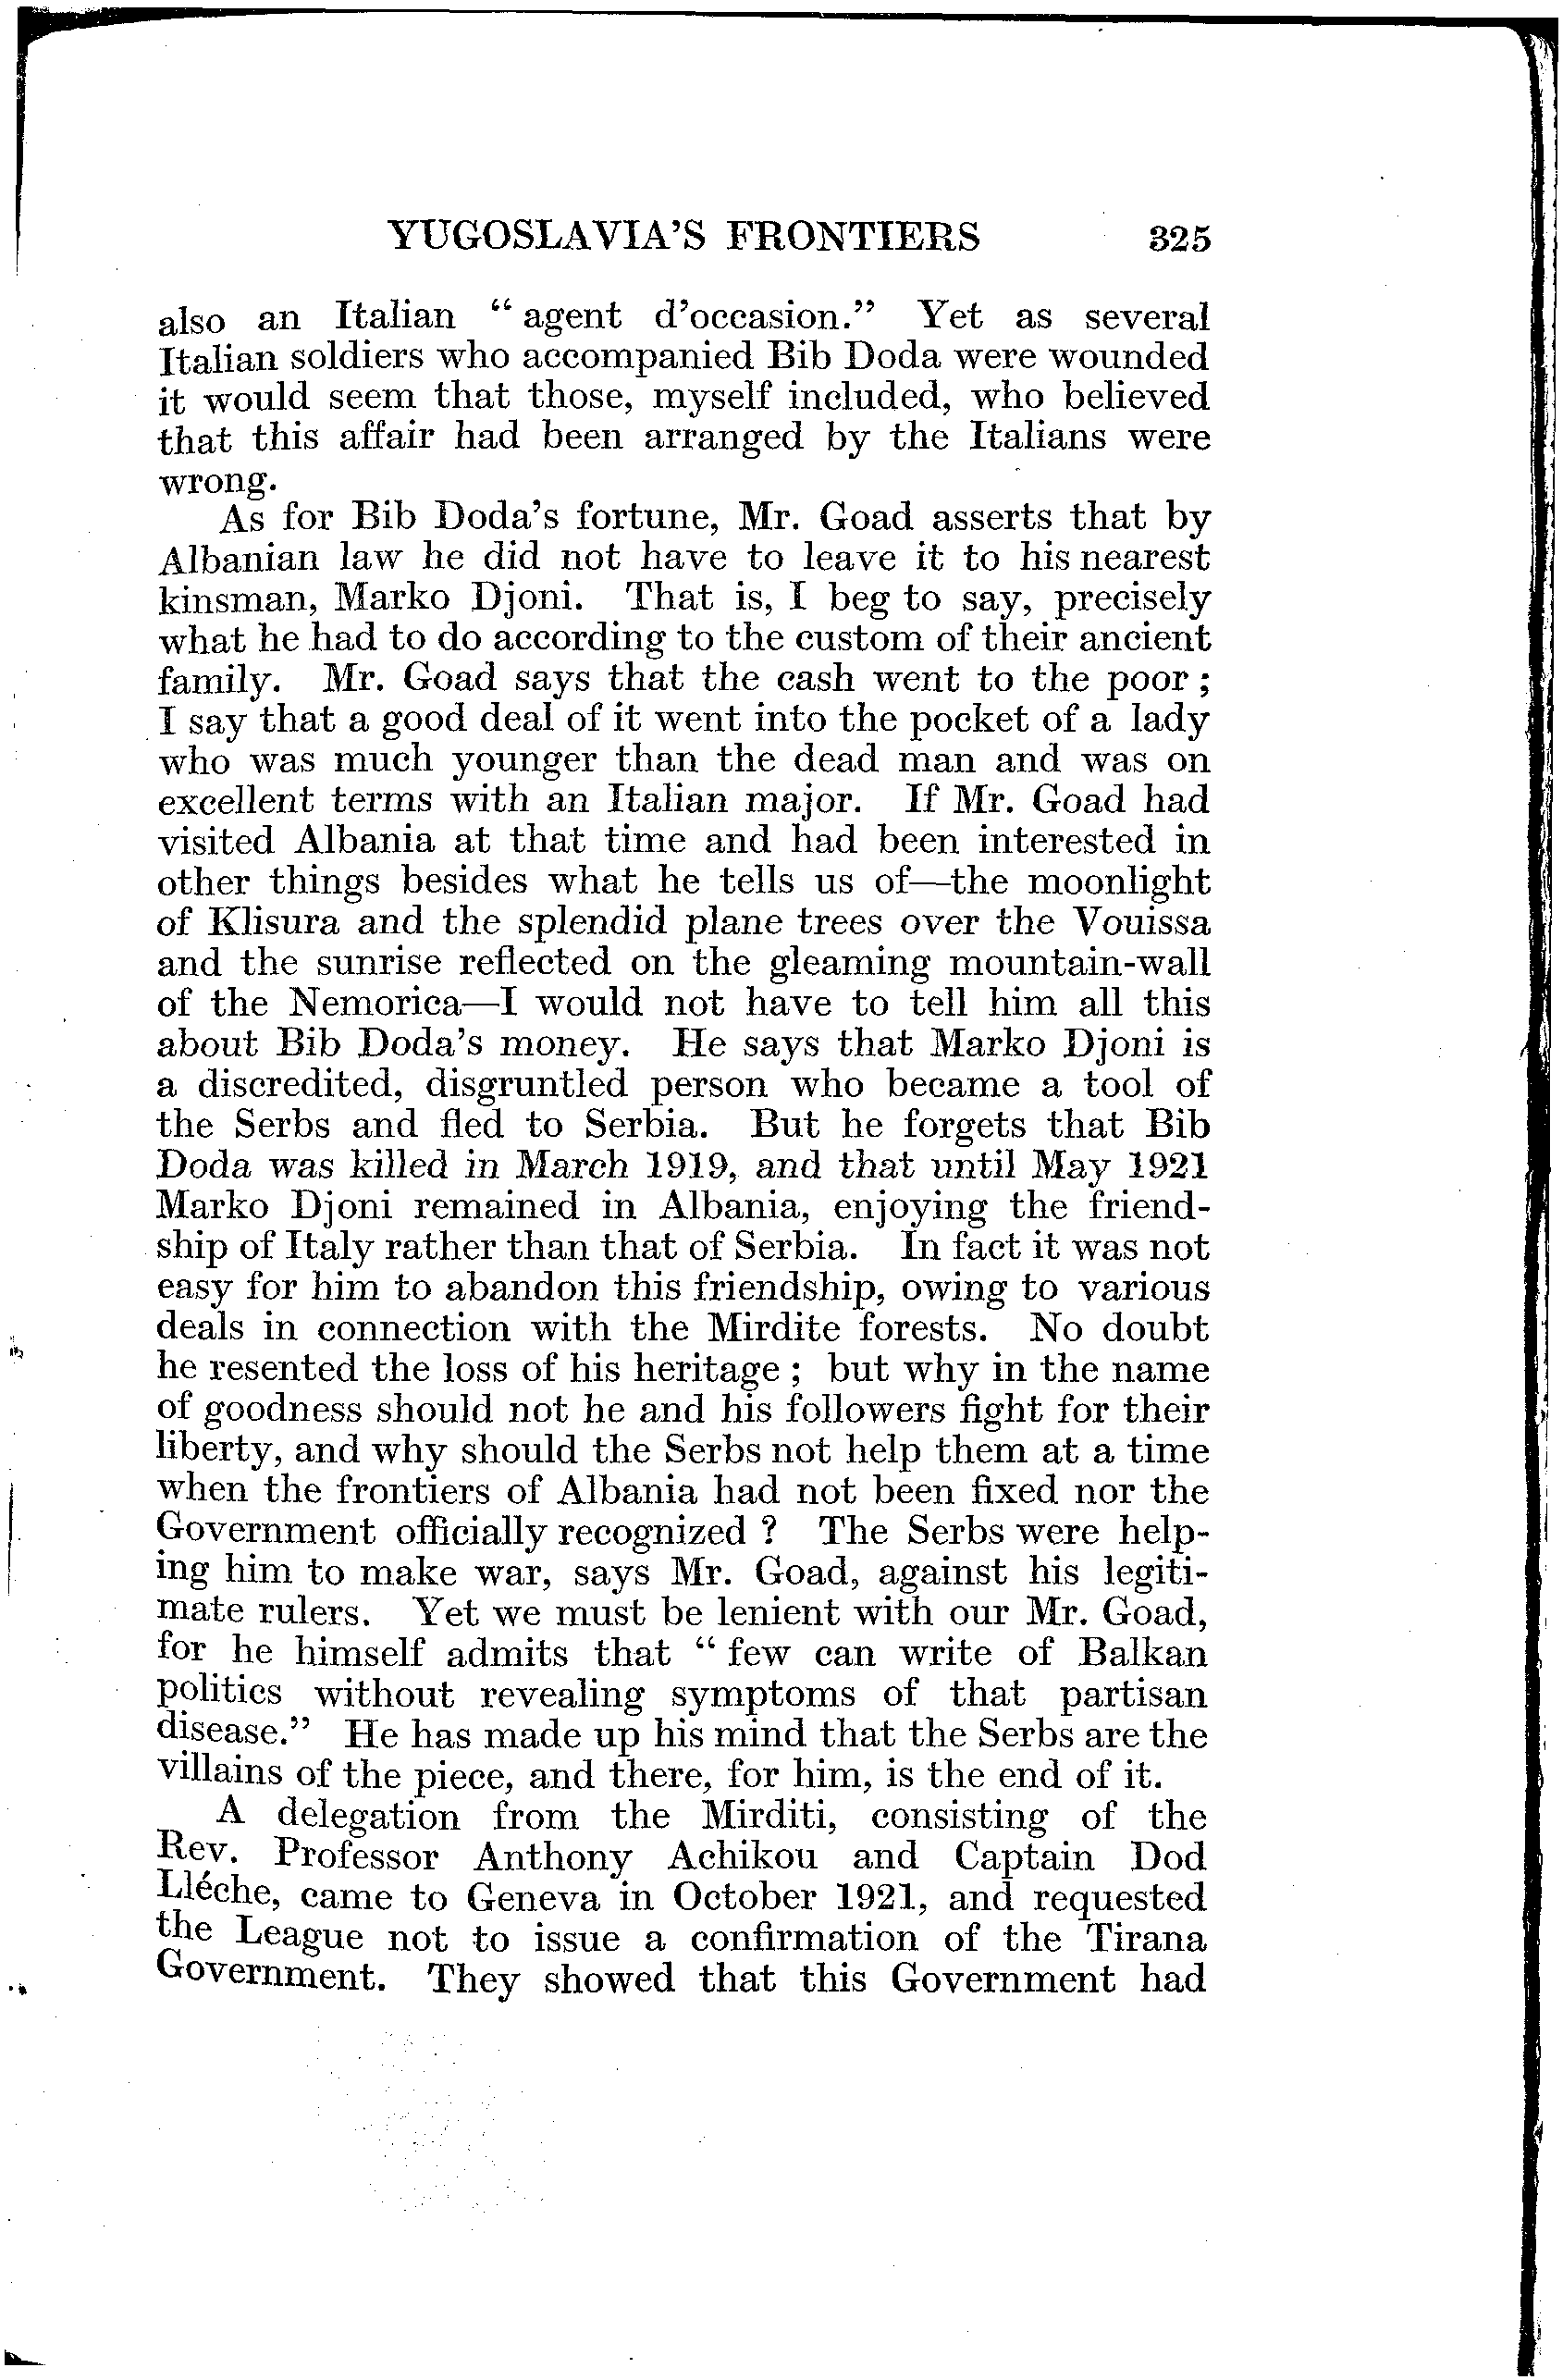 YUGOSLAVIA'S FRONTIERS 325
also an Italian “ agent d'occasion.” Yet as several
Italian soldiers who accompanied Bib Doda were wounded
it would seem that those, myself included, who believed
that this affair had been arranged by the Italians were
wrong.
As for Bib Doda's fortune, Mr. Goad asserts that by
Albanian law he did not have to leave it to his nearest
kinsman, Marko Djoni. That is, I beg to say, precisely
what he had to do according to the custom of their ancient
family. Mr. Goad says that the cash went to the poor ;
I say that a good deal of it went into the pocket of a lady
who was much younger than the dead man and was on
excellent terms with an Italian major. If Mr. Goad had
visited Albania at that time and had been interested in
other things besides what he tells us of—the moonlight
of Klisura and the splendid plane trees over the Vouissa
and the sunrise reflected on the gleaming mountain-wall
of the Nemorica—I would not have to tell him all this
about Bib Doda's money. He says that Marko Djoni is
a discredited, disgruntled person who became a tool of
the Serbs and fled to Serbia. But he forgets that Bib
Doda was killed in March 1919, and that until May 1921
Marko Djoni remained in Albania, enjoying the friend-
ship of Italy rather than that of Serbia. In fact it was not
easy for him to abandon this friendship, owing to various
deals in connection with the Mirdite forests. No doubt
he resented the loss of his heritage ; but why in the name
of goodness should not he and his followers fight for their
liberty, and why should the Serbs not help them at a time
when the frontiers of Albania had not been fixed nor the
Government officially recognized ? The Serbs were help-
ing him to make war, says Mr. Goad, against his legiti-
mate rulers. Yet we must be lenient with our Mr. Goad,
for he himself admits that “ few can write of Balkan
politics without revealing symptoms of that partisan
disease.” He has made up his mind that the Serbs are the
villains of the piece, and there, for him, is the end of it.
A delegation from the Mirditi, consisting of the
Rev. Professor Anthony Achikou and Captain Dod
Lléche, came to Geneva in October 1921, and requested
the League not to issue a confirmation of the Tirana
Government. They showed that this Government had